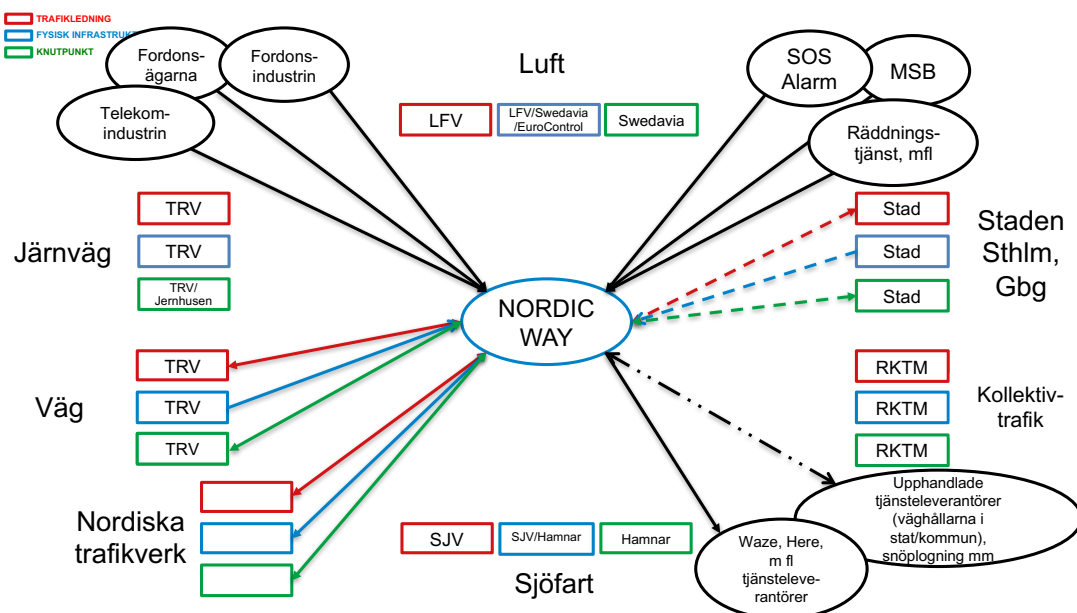 TRAFIKLEDNING
FYSISK INFRASTRUKT
KNUTPUNKT
Fordons-
ägarna
Fordons-
industrin
Telekom-
industrin
Luft
LFV
LFV/Swedavia
/EuroControl
Swedavia
SOS
Alarm
MSB
Räddnings-
tjänst, mfl
Järnväg
TRV
TRV
TRV/
Jernhusen
Stad
Stad
Stad
Staden
Sthlm,
Gbg
NORDIC
WAY
Väg
TRV
TRV
TRV
RKTM
RKTM
RKTM
Kollektiv-
trafik
Nordiska
trafikverk
SJV
SJV/Hamnar
Hamnar
Sjöfart
Waze, Here,
m fl
tjänsteleve-
rantörer
Upphandlade
tjänsteleverantörer
(väghållarna i
stat/kommun),
snöplogning mm